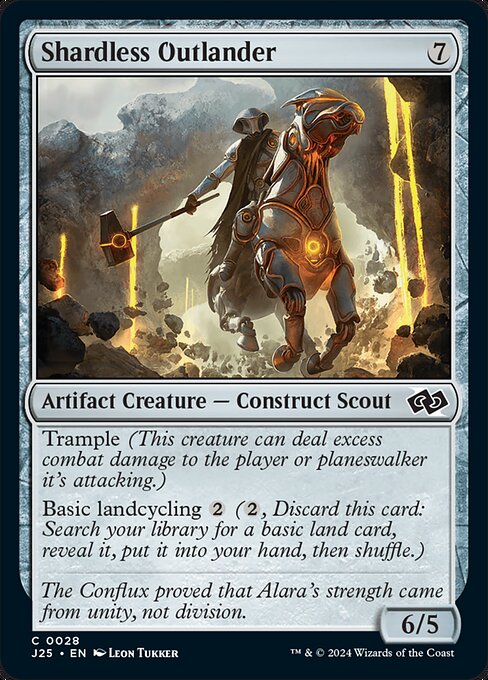 Shardless Outlander 7
Artifact Creature — Construct Scout
Trample (This creature can deal excess
combat damage to the player or planeswalker
it's attacking.)
Basic landcycling 2 (2, Discard this card:
Search your library for a basic land card,
reveal it, put it into your hand, then shuffle.)
The Conflux proved that Alara's strength came
from unity, not division.
6/5
C 0028
J25 • EN Leon Tukker
™ & © 2024 Wizards of the Coast